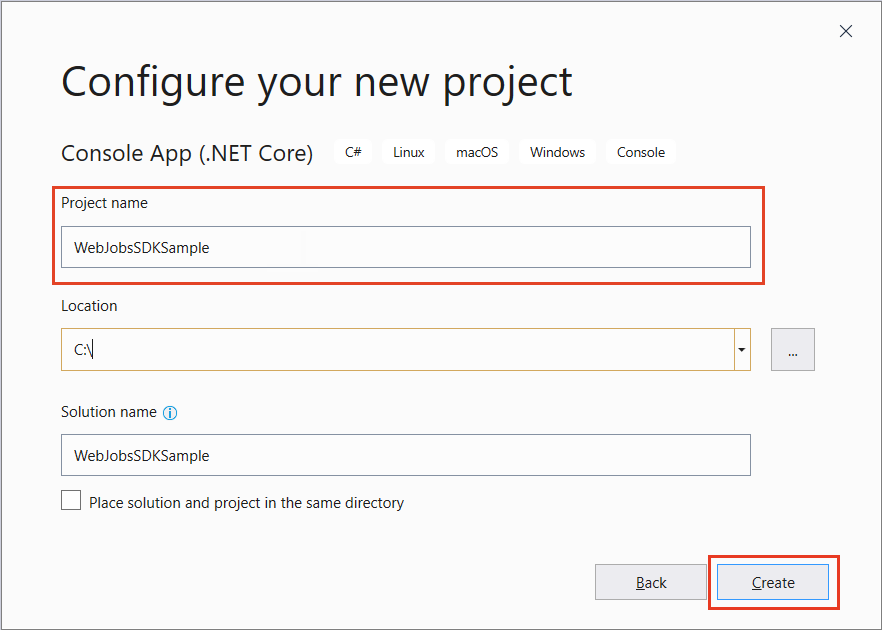 Configure your new project
Console App (.NET Core) C# Linux macOS Windows Console
Project name
WebJobsSDKSample
Location
C:\
...
Solution name
WebJobsSDKSample
Place solution and project in the same directory
Back Create